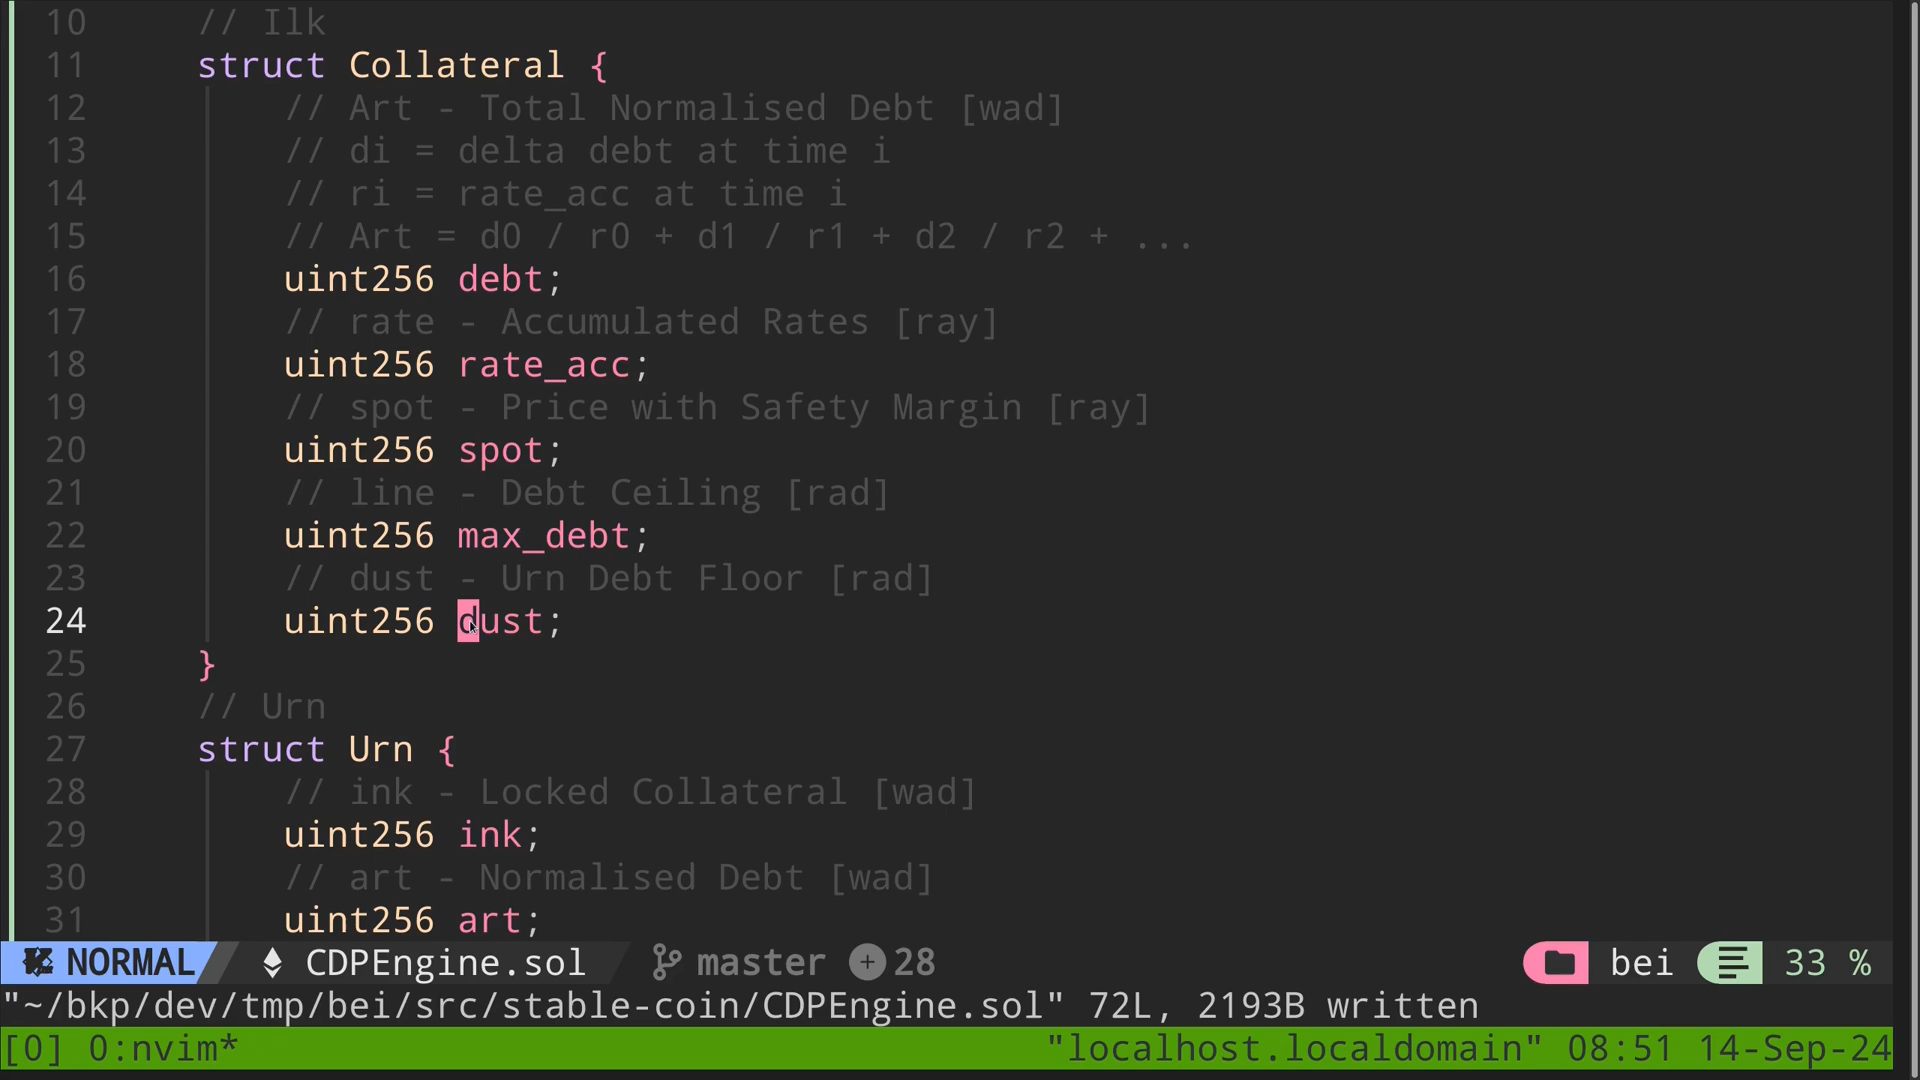 10 // Ilk
11 struct Collateral {
12 // Art - Total Normalised Debt [wad]
13 // di = delta debt at time i
14 // ri = rate_acc at time i
15 // Art = d0 / r0 + d1 / r1 + d2 / r2 + ...
16 uint256 debt;
17 // rate - Accumulated Rates [ray]
18 uint256 rate_acc;
19 // spot - Price with Safety Margin [ray]
20 uint256 spot;
21 // line - Debt Ceiling [rad]
22 uint256 max_debt;
23 // dust - Urn Debt Floor [rad]
24 uint256 dust;
25 }
26 // Urn
27 struct Urn {
28 // ink - Locked Collateral [wad]
29 uint256 ink;
30 // art - Normalised Debt [wad]
31 uint256 art;
NORMAL CDPEngine.sol master + 28 bei 33 %
"~/bkp/dev/tmp/bei/src/stable-coin/CDPEngine.sol" 72L, 2193B written
[0] 0:nvim* "localhost.localdomain" 08:51 14-Sep-24